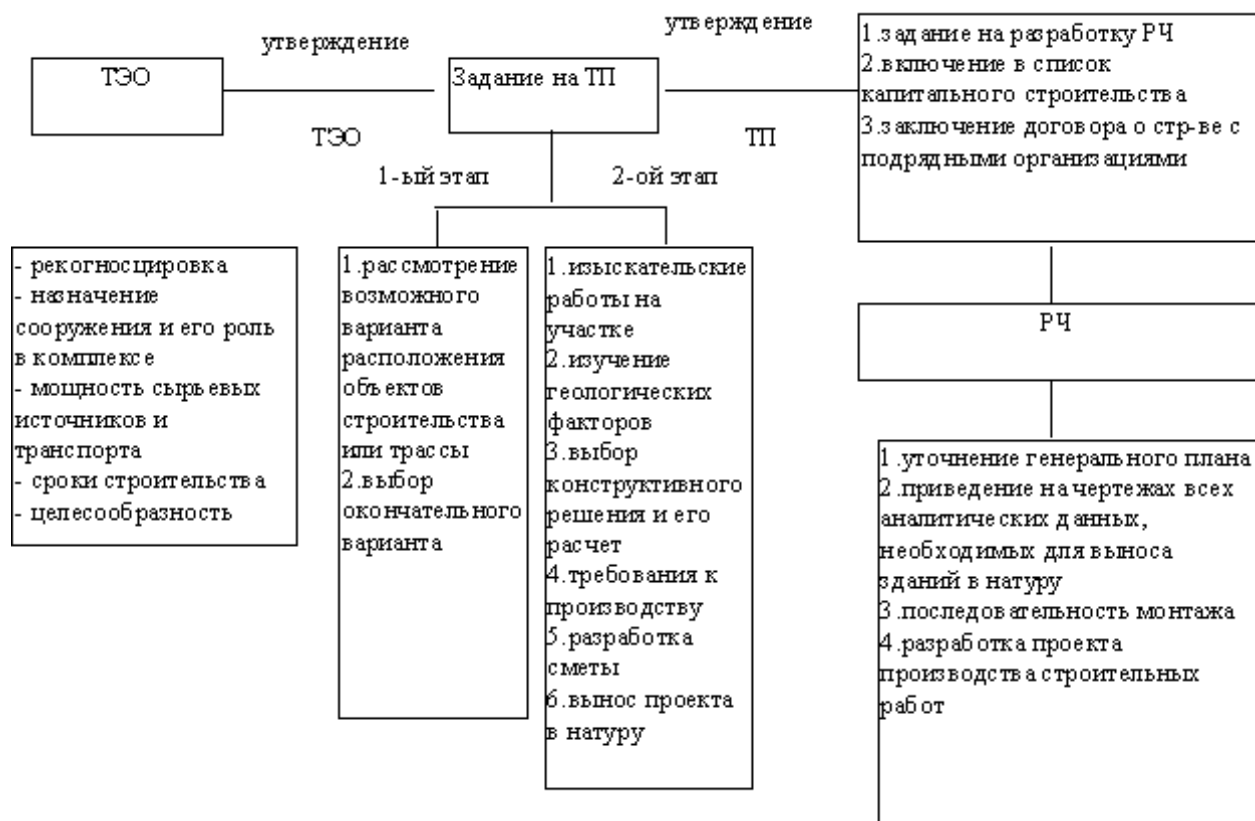 утверждение
утверждение
ТЭО
Задание на ТП
ТЭО
ТП
1.задание на разработку РЧ
2.включение в список
капитального строительства
3.заключение договора о стр-ве с
подрядными организациями
1-ый этап
2-ой этап
- рекогносцировка
- назначение
сооружения и его роль
в комплексе
- мощность сырьевых
источников и
транспорта
- сроки строительства
- целесообразность
1.рассмотрение
возможного
варианта
расположения
объектов
строительства
или трассы
2.выбор
окончательного
варианта
1.изыскательские
работы на
участке
2.изучение
геологических
факторов
3.выбор
конструктивного
решения и его
расчет
4.требования к
производству
5.разработка
сметы
6.вынос проекта
в натуру
РЧ
1.уточнение генерального плана
2.приведение на чертежах всех
аналитических данных,
необходимых для выноса
зданий в натуру
3.последовательность монтажа
4.разработка проекта
производства строительных
работ